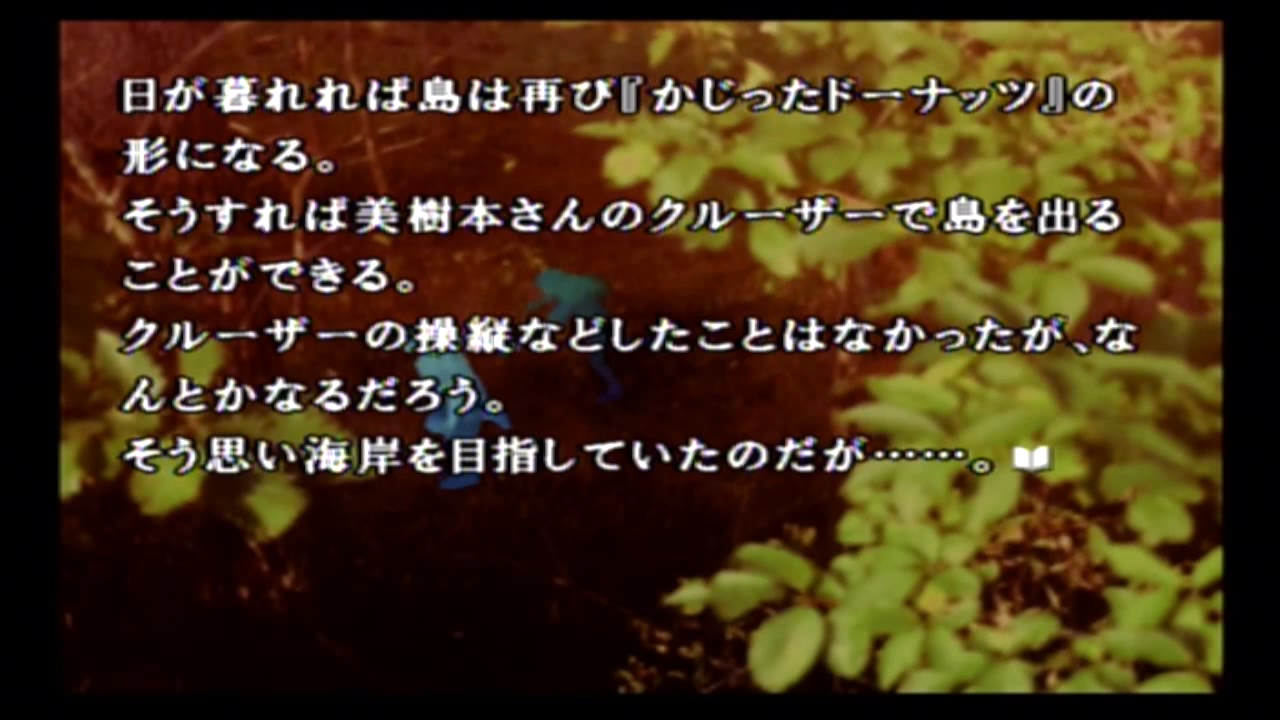 日が暮れれば島は再び『かじったドーナッツ』の
形になる。
そうすれば美樹本さんのクルーザーで島を出る
ことができる。
クルーザーの操縦などしたことはなかったが、な
んとかなるだろう。
そう思い海岸を目指していたのだが……。